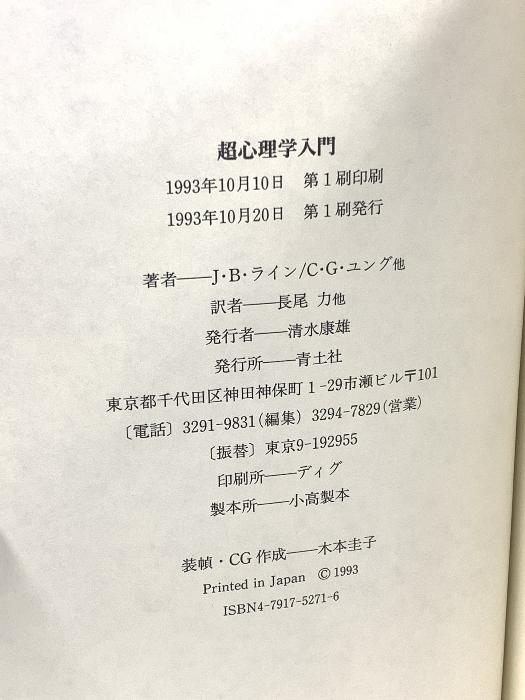 超心理学入門
1993年10月10日　第1刷印刷
1993年10月20日　第1刷発行
著者——J・B・ライン/C・G・ユング他
訳者——長尾 力他
発行者——清水康雄
発行所——青土社
東京都千代田区神田神保町1-29市瀬ビル〒101
〔電話〕3291-9831(編集) 3294-7829(営業)
〔振替〕東京9-192955
印刷所——ディグ
製本所——小高製本
装幀・CG作成——木本圭子
Printed in Japan　©1993
ISBN4-7917-5271-6